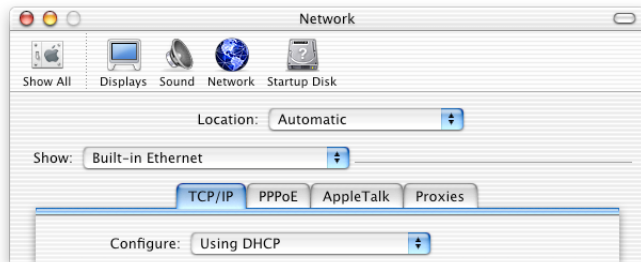 Network
Show All Displays Sound Network Startup Disk
Location: Automatic
Show: Built-in Ethernet
TCP/IP PPPoE AppleTalk Proxies
Configure: Using DHCP